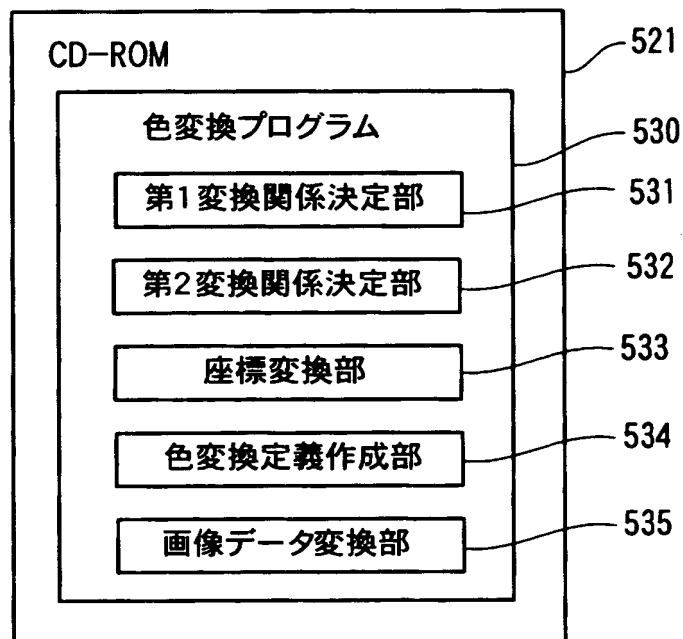 CD-ROM
521
色変換プログラム
530
第1変換関係決定部
531
第2変換関係決定部
532
座標変換部
533
色変換定義作成部
534
画像データ変換部
535